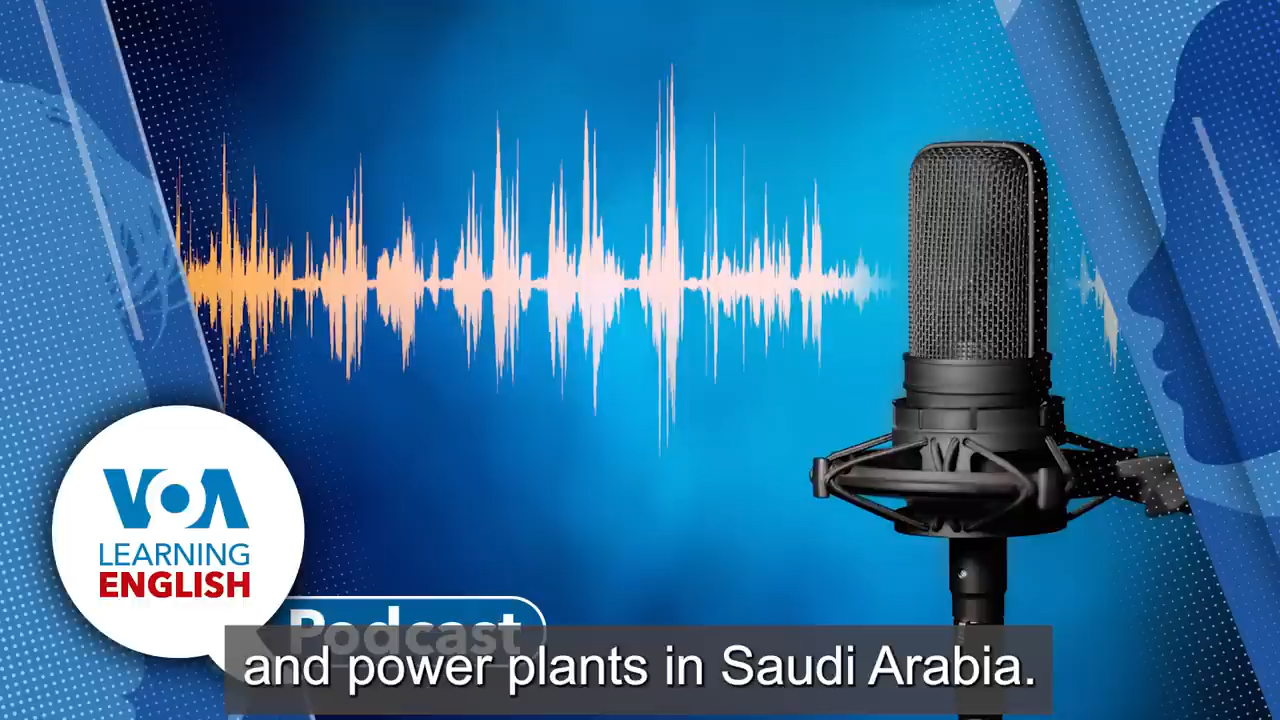 VOA
LEARNING
ENGLISH
Podcast
and power plants in Saudi Arabia.